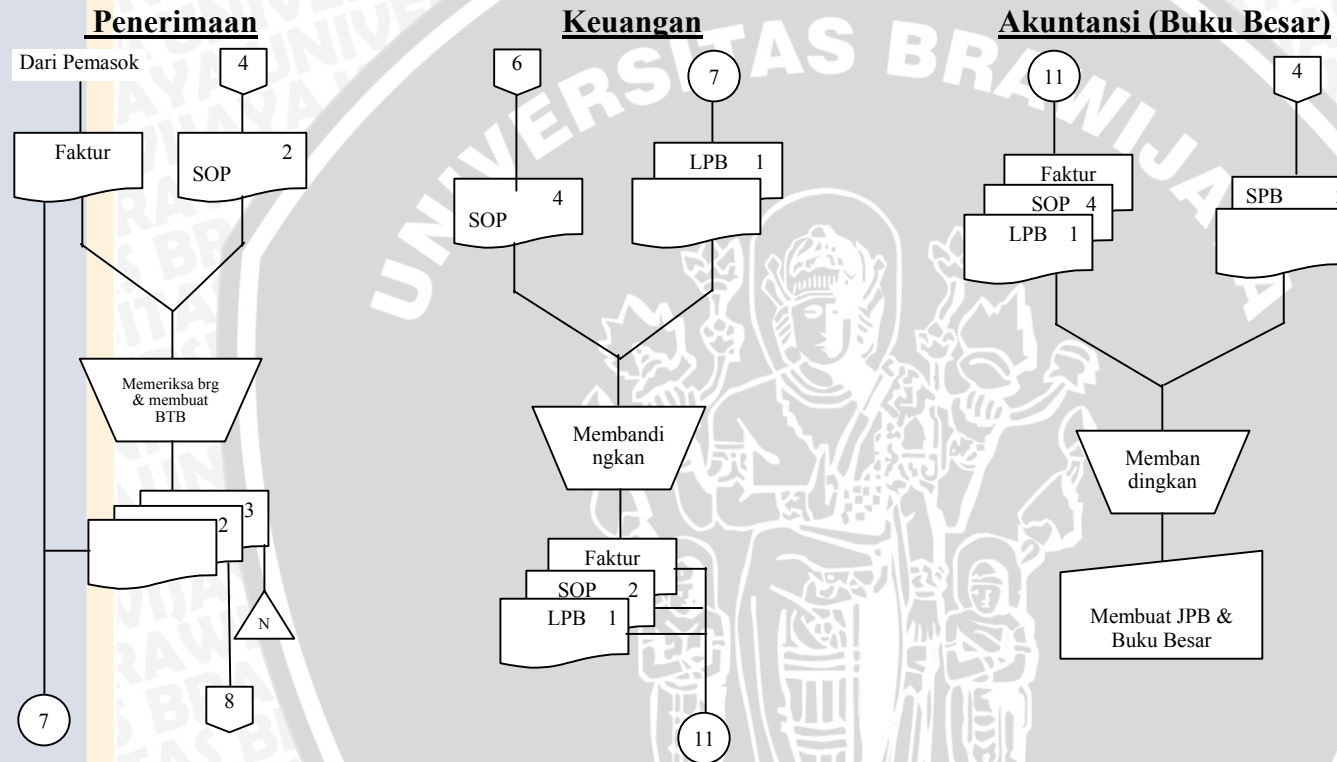 Penerimaan
Dari Pemasok
4
Faktur
2
SOP
Memeriksa brg
& membuat
BTB
3
2
N
7
8
Keuangan
6
7
LPB 1
4
SOP
Membandi
ngkan
Faktur
SOP 2
LPB 1
11
Akuntansi (Buku Besar)
11
4
Faktur
SOP 4
LPB 1
SPB
Memban
dingkan
Membuat JPB &
Buku Besar
UNIVERSITAS BRAWIJAYA